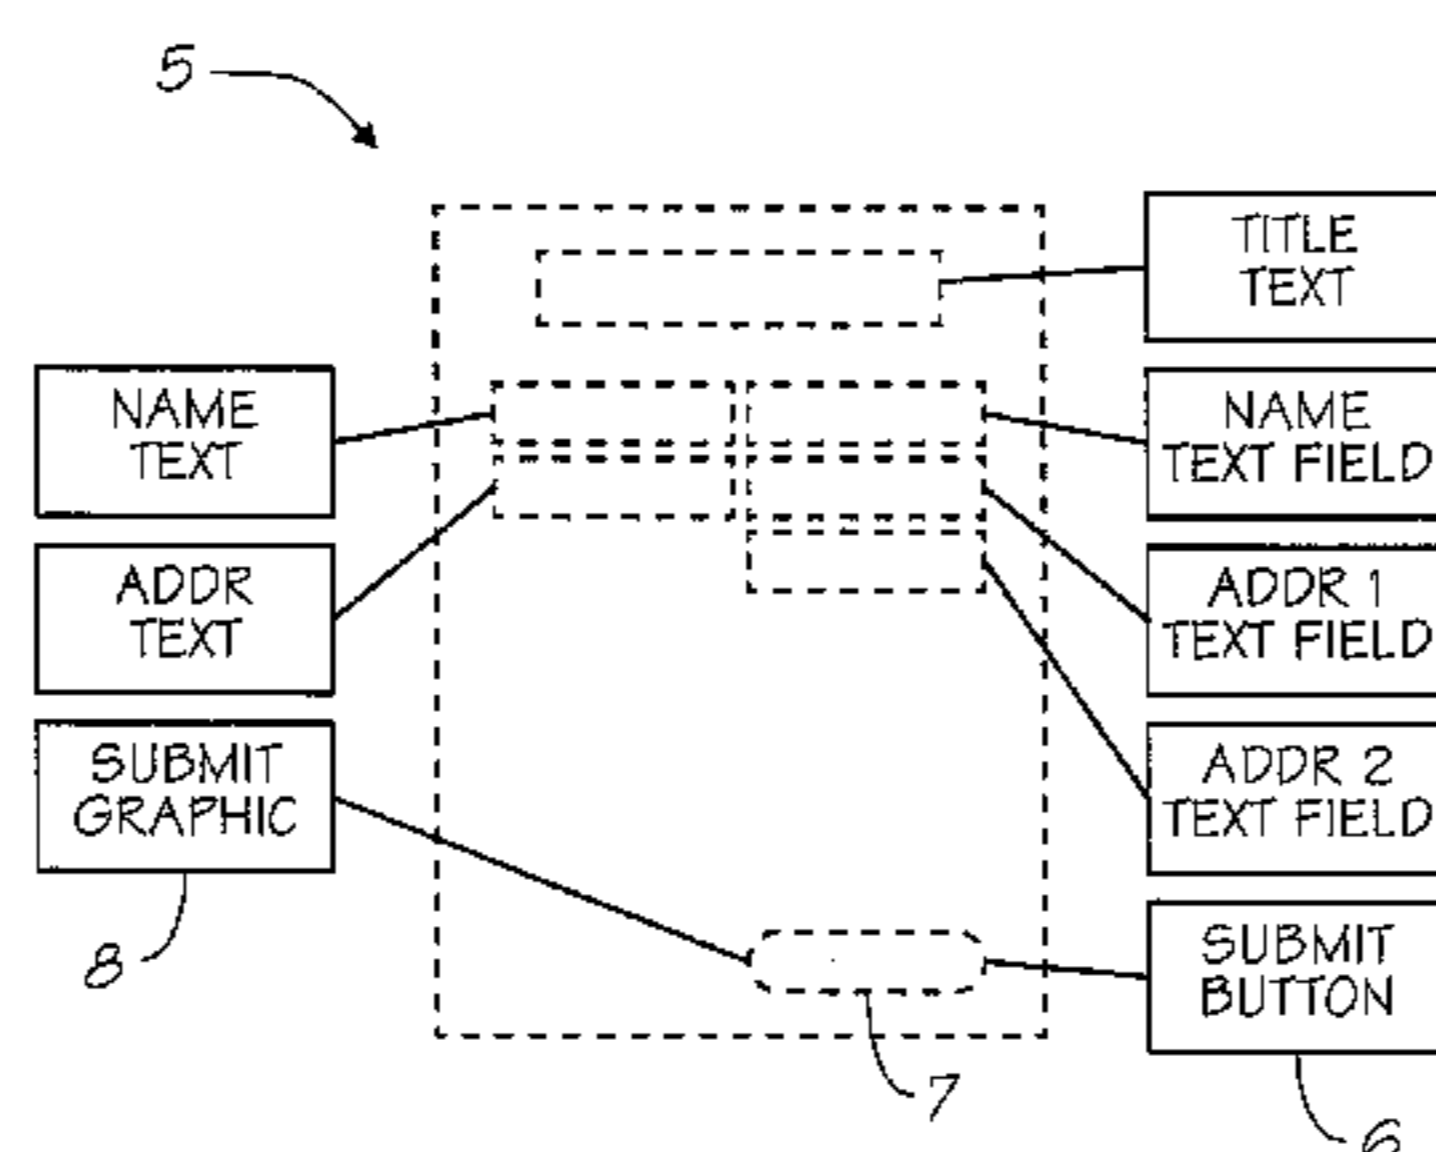 5
TITLE
TEXT
NAME
TEXT
NAME
TEXT FIELD
ADDR
TEXT
ADDR 1
TEXT FIELD
SUBMIT
GRAPHIC
ADDR 2
TEXT FIELD
8
SUBMIT
BUTTON
7
6